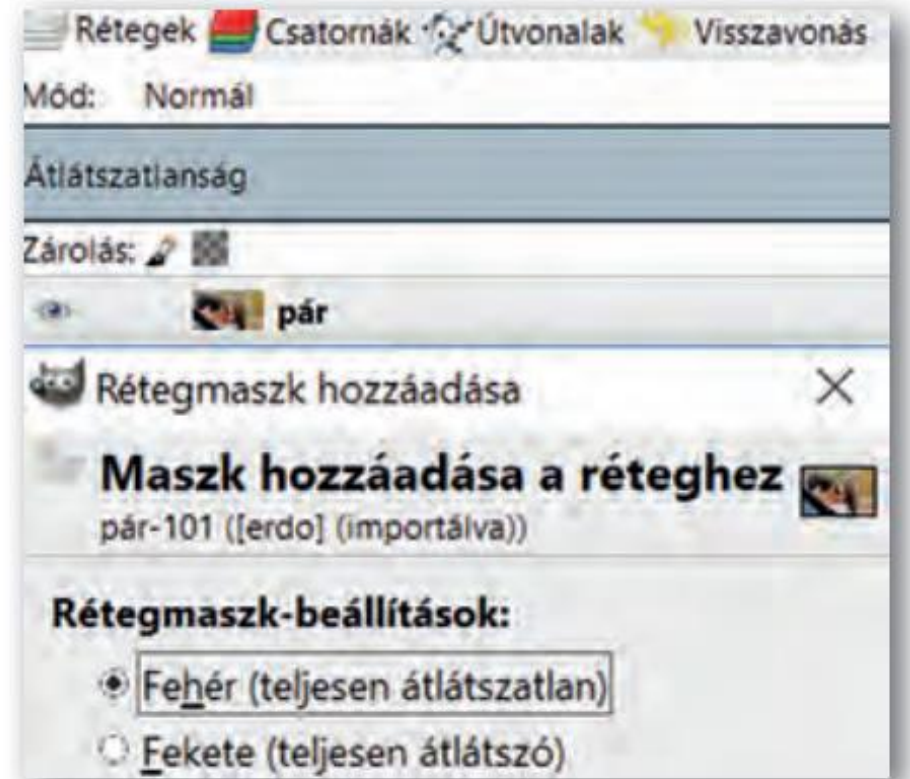 Rétegek Csatornák Útvonalak Visszavonás
Mód: Normál
Átlátszatlanság
Zárolás:
pár
Rétegmaszk hozzáadása
Maszk hozzáadása a réteghez
pár-101 ([erdo] (importálva))
Rétegmaszk-beállítások:
Fehér (teljesen átlátszatlan)
Fekete (teljesen átlátszó)